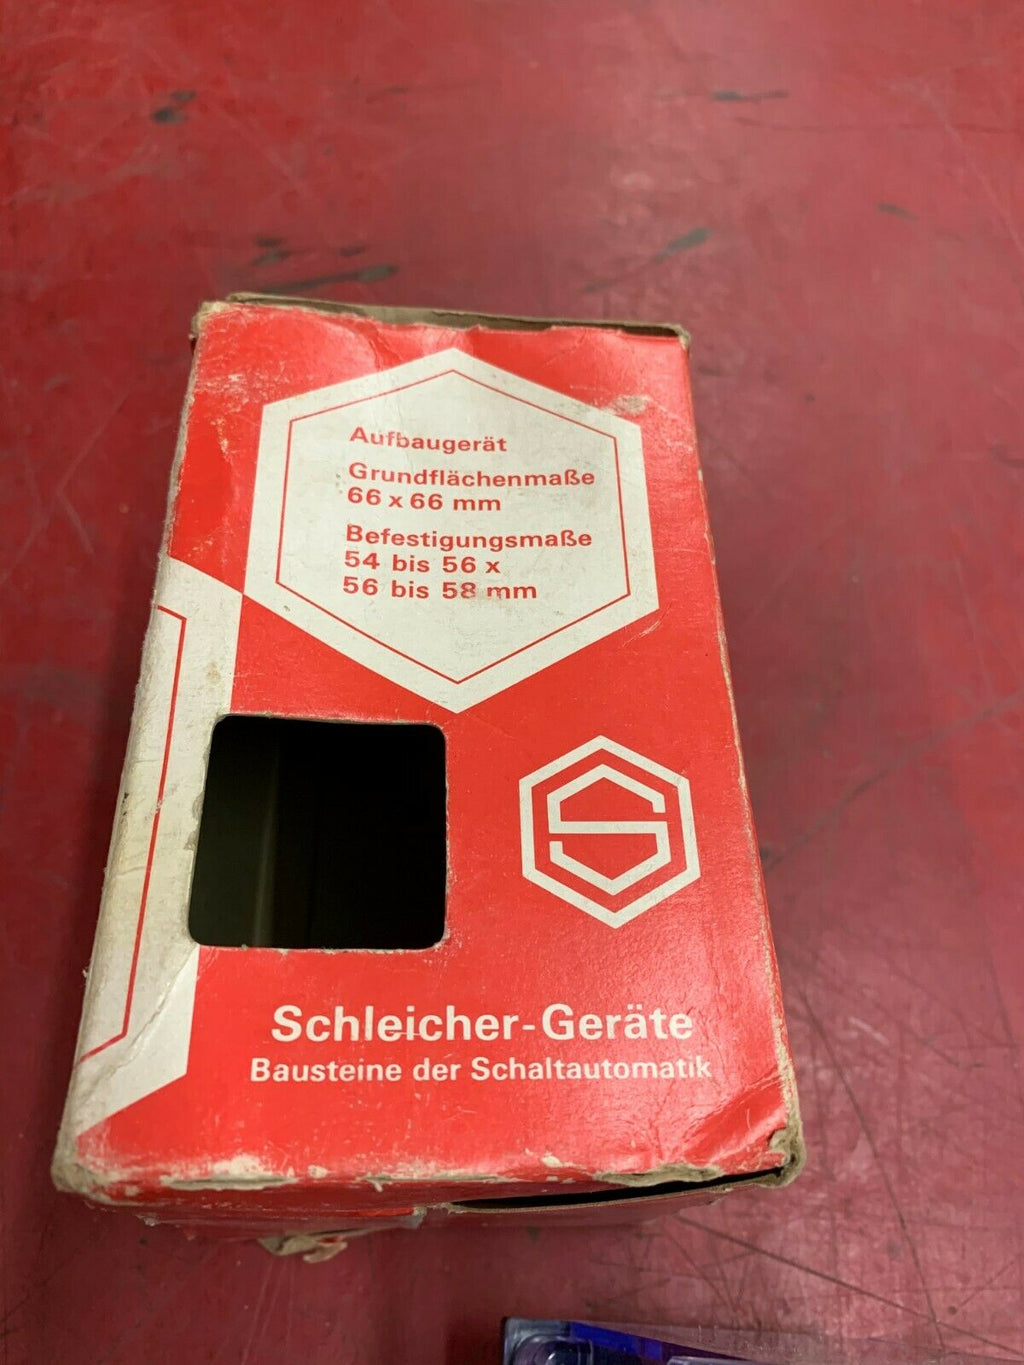 Aufbaugerät
Grundflächenmaße
66 x 66 mm
Befestigungsmaße
54 bis 56 x
56 bis 58 mm
S
Schleicher-Geräte
Bausteine der Schaltautomatik